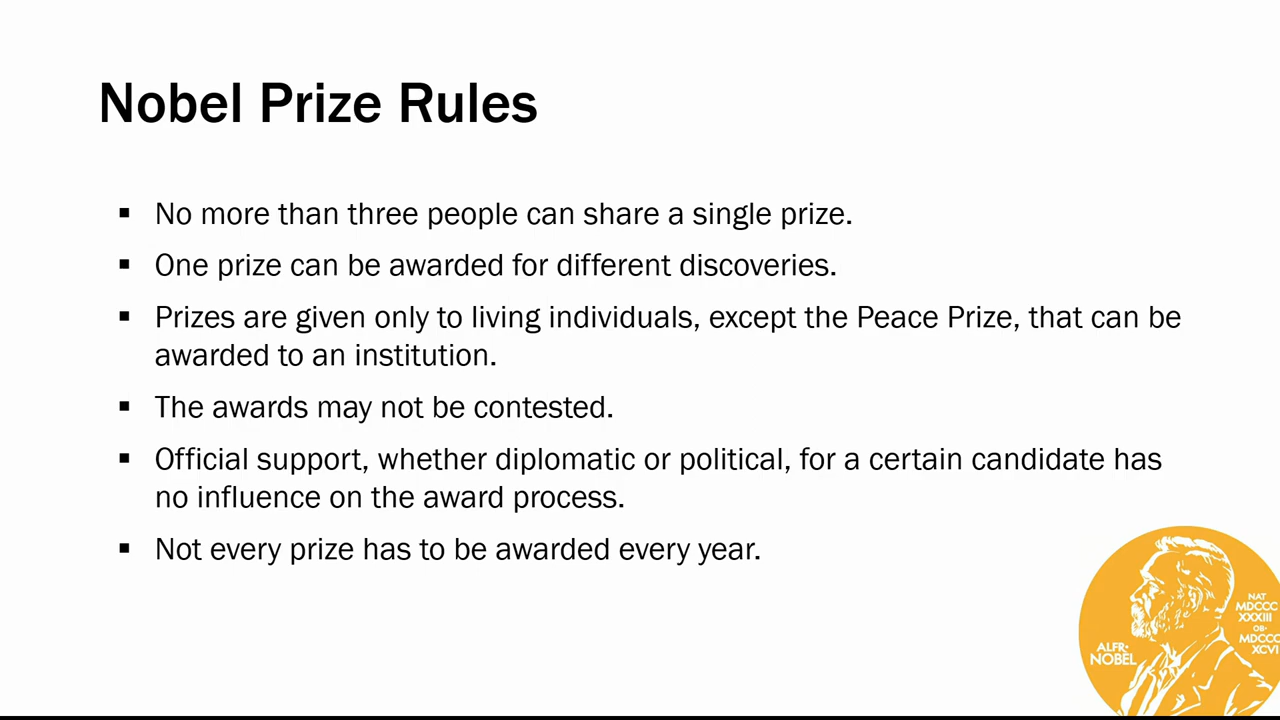 Nobel Prize Rules
▪ No more than three people can share a single prize.
▪ One prize can be awarded for different discoveries.
▪ Prizes are given only to living individuals, except the Peace Prize, that can be
awarded to an institution.
▪ The awards may not be contested.
▪ Official support, whether diplomatic or political, for a certain candidate has
no influence on the award process.
▪ Not every prize has to be awarded every year.
NAT
MDCCC
XXXIII
OB·
MDCCC
XCVI
ALFR·
NOBEL